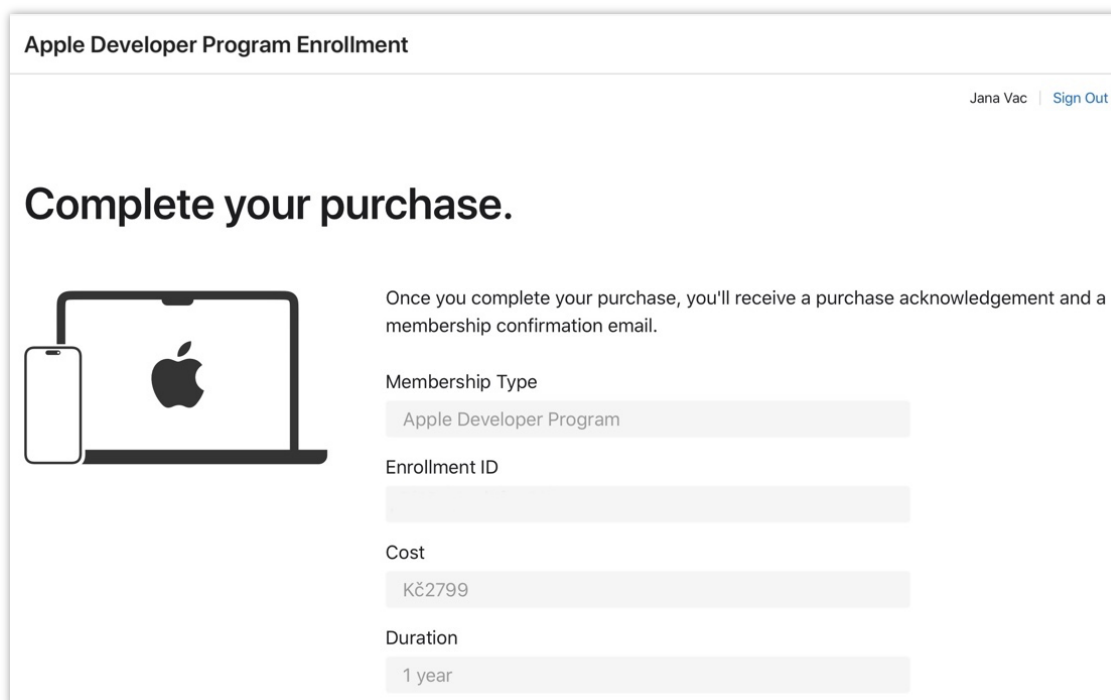 Apple Developer Program Enrollment
Jana Vac
Sign Out
Complete your purchase.
Once you complete your purchase, you'll receive a purchase acknowledgement and a
membership confirmation email.
Membership Type
Apple Developer Program
Enrollment ID
Cost
Kč2799
Duration
1 year